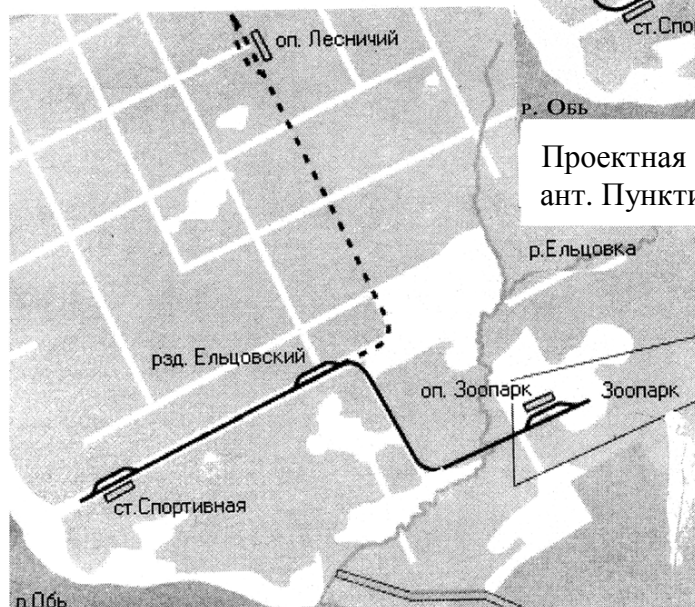 оп. Лесничий
ст.Спо
р. Обь
Проектная
ант. Пункти
р.Ельцовка
рзд. Ельцовский
оп. Зоопарк
Зоопарк
ст.Спортивная
р.Обь